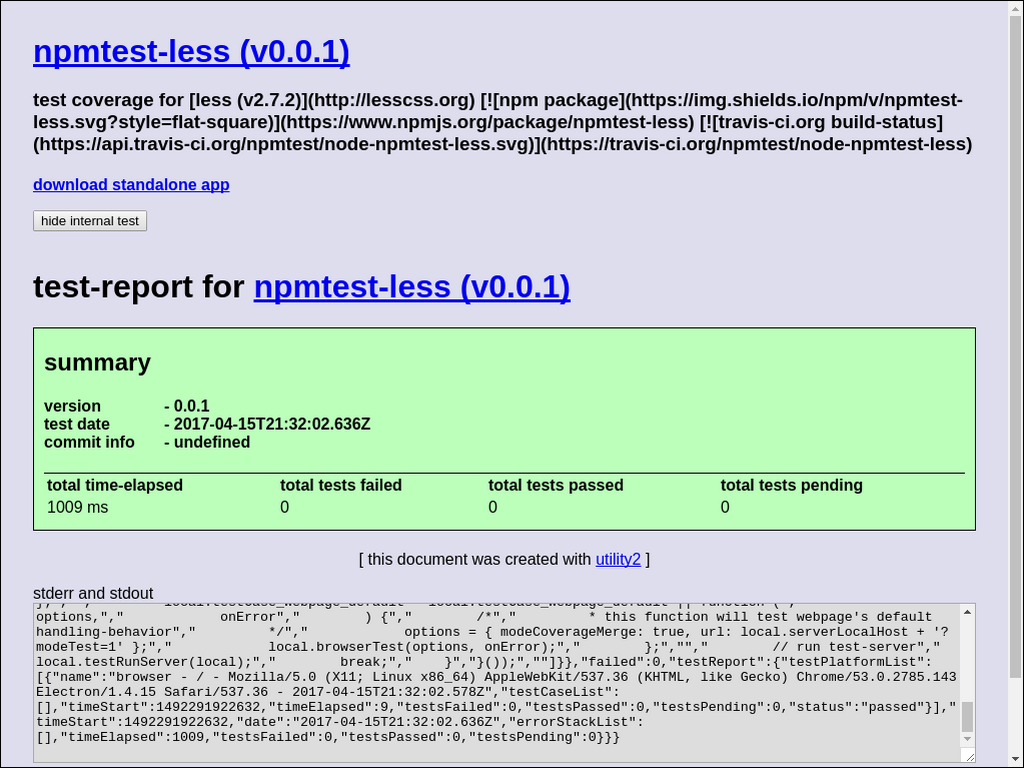 npmtest-less (v0.0.1)
test coverage for [less (v2.7.2)](http://lesscss.org) [![npm package](https://img.shields.io/npm/v/npmtest-
less.svg?style=flat-square)](https://www.npmjs.org/package/npmtest-less) [![travis-ci.org build-status]
(https://api.travis-ci.org/npmtest/node-npmtest-less.svg)](https://travis-ci.org/npmtest/node-npmtest-less)
download standalone app
hide internal test
test-report for npmtest-less (v0.0.1)
summary
version - 0.0.1
test date - 2017-04-15T21:32:02.636Z
commit info - undefined
total time-elapsed total tests failed total tests passed total tests pending
1009 ms 0 0 0
[ this document was created with utility2 ]
stderr and stdout
options,"," onError"," ) {"," /*"," * this function will test webpage's default
handling-behavior"," */"," options = { modeCoverageMerge: true, url: local.serverLocalHost + '?
modeTest=1' };"," local.browserTest(options, onError);"," };",""," // run test-server","
local.testRunServer(local);"," break;"," }","}());",""]}},"failed":0,"testReport":{"testPlatformList":
[{"name":"browser - / - Mozilla/5.0 (X11; Linux x86_64) AppleWebKit/537.36 (KHTML, like Gecko) Chrome/53.0.2785.143
Electron/1.4.15 Safari/537.36 - 2017-04-15T21:32:02.578Z","testCaseList":
[],"timeStart":1492291922632,"timeElapsed":9,"testsFailed":0,"testsPassed":0,"testsPending":0,"status":"passed"}],"
timeStart":1492291922632,"date":"2017-04-15T21:32:02.636Z","errorStackList":
[],"timeElapsed":1009,"testsFailed":0,"testsPassed":0,"testsPending":0}}}